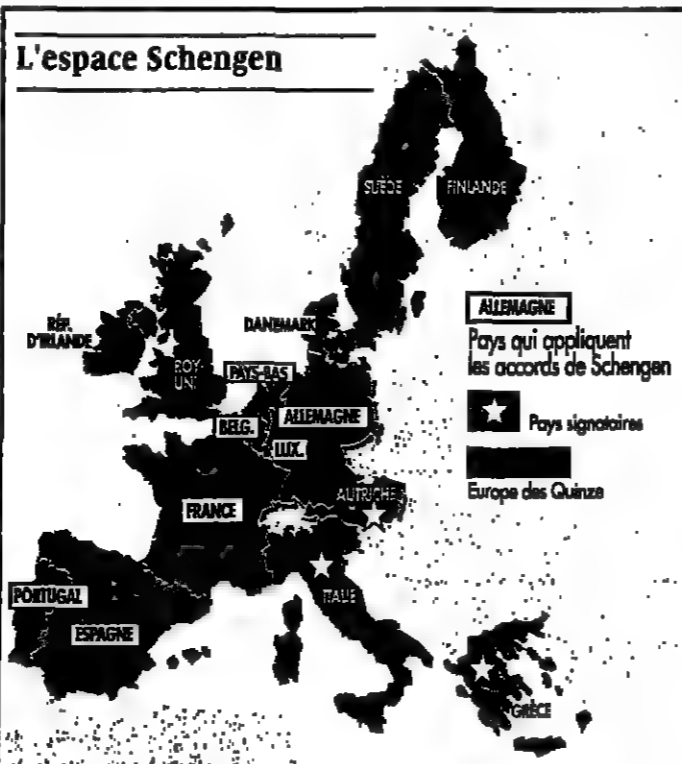 L'espace Schengen
SUÈDE
FINLANDE
RÉP.
D'IRLANDE
ROY.
UNI
DANEMARK
PAYS-BAS
BELG.
ALLEMAGNE
LUX.
FRANCE
AUTRICHE
PORTUGAL
ESPAGNE
ITALIE
GRÈCE
ALLEMAGNE
Pays qui appliquent
les accords de Schengen
Pays signataires
Europe des Quinze